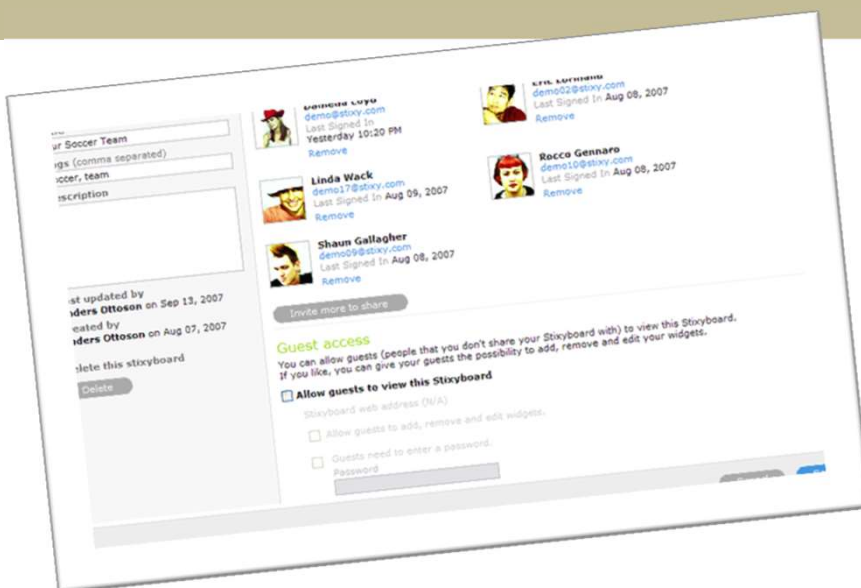 ur Soccer Team
gs (comma separated)
occer, team
scription
st updated by
ders Ottoson on Sep 13, 2007
eated by
ders Ottoson on Aug 07, 2007
lete this stixyboard
Delete
demo@stixy.com
Last Signed In
Yesterday 10:20 PM
Remove
demo02@stixy.com
Last Signed In Aug 08, 2007
Remove
Linda Wack
demo17@stixy.com
Last Signed In Aug 09, 2007
Remove
Rocco Gennaro
demo10@stixy.com
Last Signed In Aug 08, 2007
Remove
Shaun Gallagher
demo09@stixy.com
Last Signed In Aug 08, 2007
Remove
Invite more to share
Guest access
You can allow guests (people that you don't share your Stixyboard with) to view this Stixyboard.
If you like, you can give your guests the possibility to add, remove and edit your widgets.
Allow guests to view this Stixyboard
Stixyboard web address (N/A)
Allow guests to add, remove and edit widgets.
Guests need to enter a password.
Password